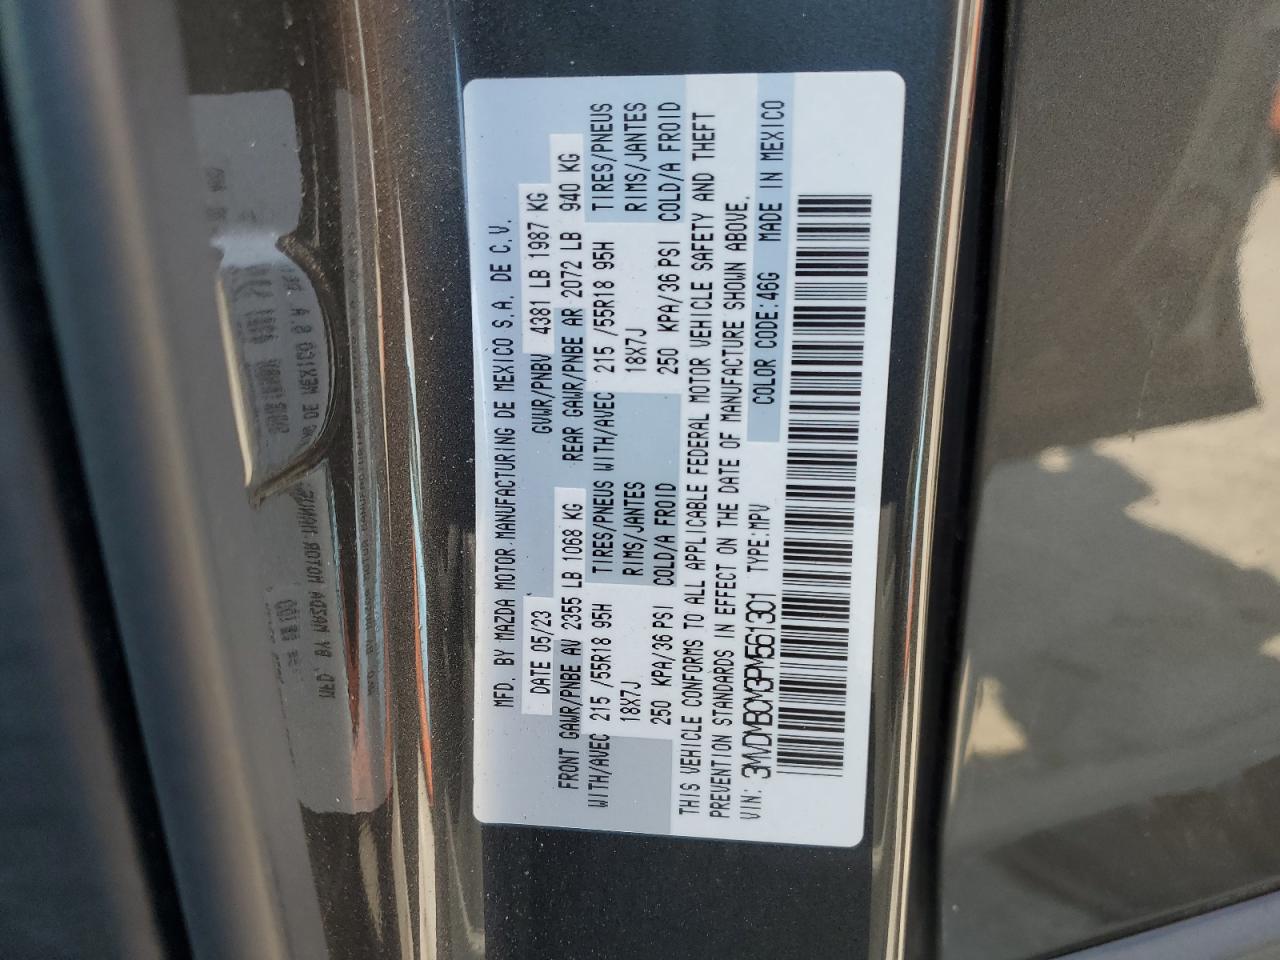 MFD. BY MAZDA MOTOR MANUFACTURING DE MEXICO S.A. DE C.V.
DATE 05/23 GVWR/PNBV 4381 LB 1987 KG
FRONT GAWR/PNBE AV 2355 LB 1068 KG REAR GAWR/PNBE AR 2072 LB 940 KG
WITH/AVEC 215 /55R18 95H TIRES/PNEUS WITH/AVEC 215 /55R18 95H TIRES/PNEUS
18X7J RIMS/JANTES 18X7J RIMS/JANTES
250 KPA/36 PSI COLD/A FROID 250 KPA/36 PSI COLD/A FROID
THIS VEHICLE CONFORMS TO ALL APPLICABLE FEDERAL MOTOR VEHICLE SAFETY AND THEFT
PREVENTION STANDARDS IN EFFECT ON THE DATE OF MANUFACTURE SHOWN ABOVE.
VIN: 3MVDMBCM3PM561301 TYPE:MPV COLOR CODE:46G MADE IN MEXICO